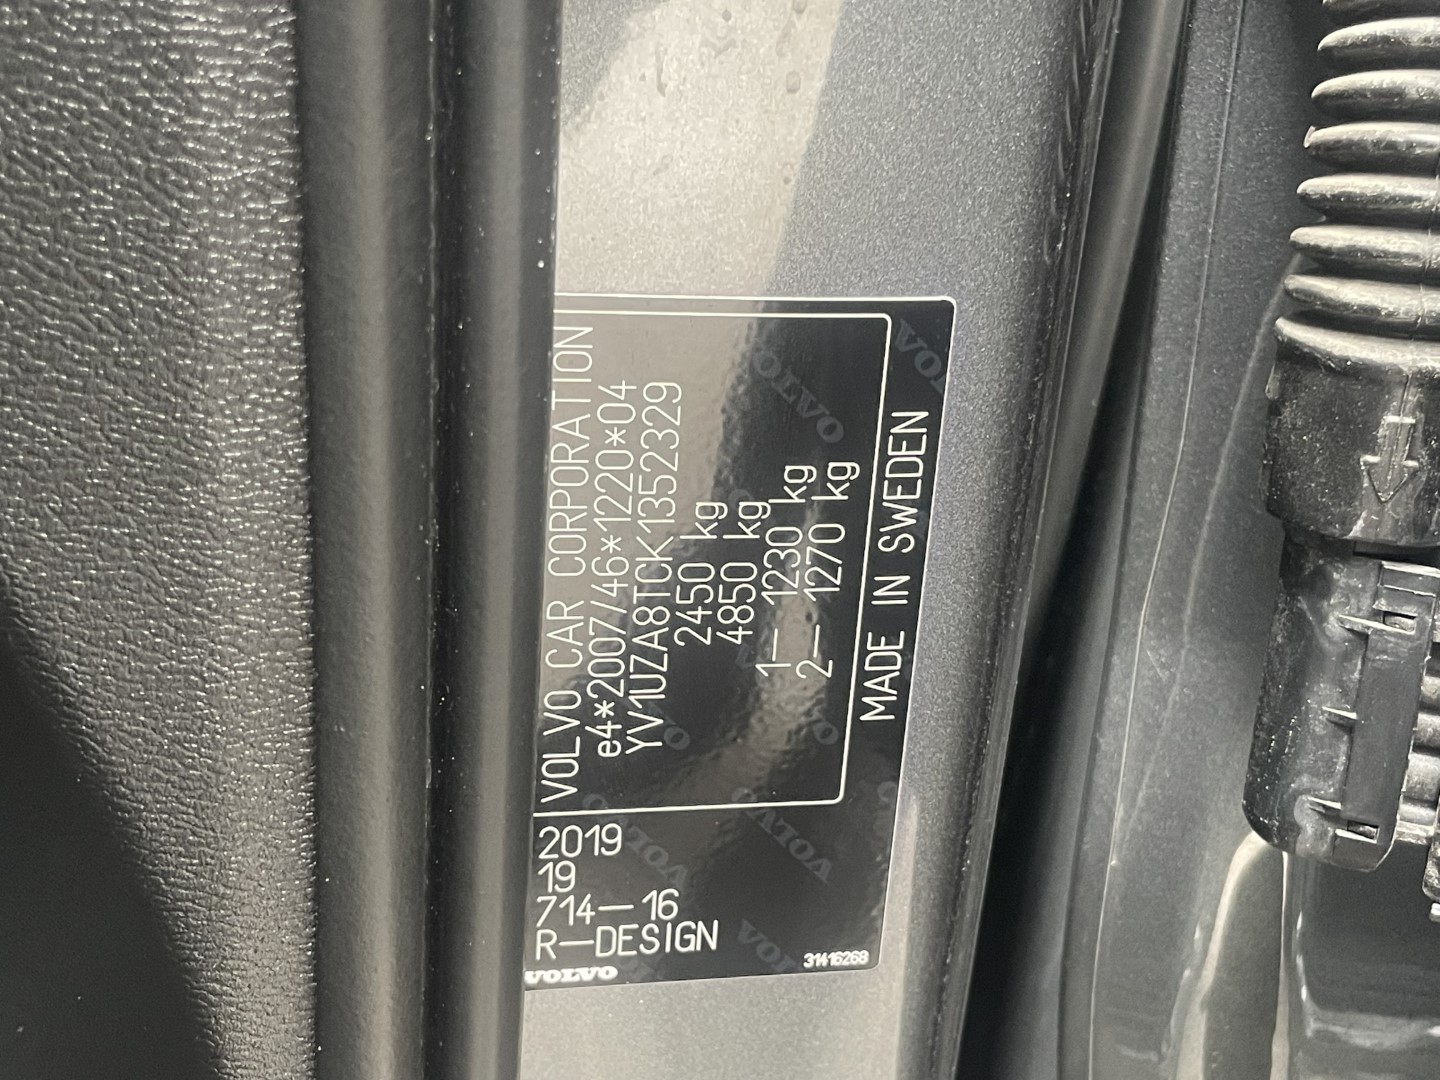 VOLVO CAR CORPORATION
e4*2007/46*1220*04
YV1UZA8TCK1352329
2450 kg
4850 kg
1— 1230 kg
2— 1270 kg
MADE IN SWEDEN
2019
19
714—16
R—DESIGN
VOLVO
31416268